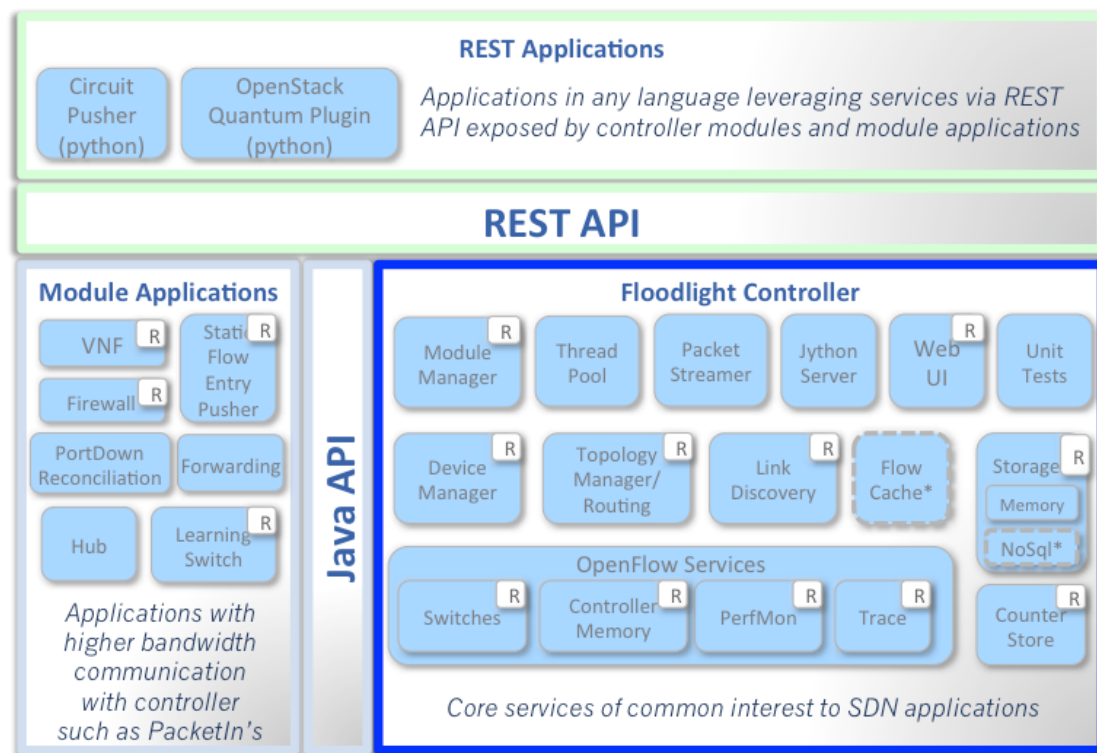 REST Applications
Circuit
Pusher
(python)
OpenStack
Quantum Plugin
(python)
Applications in any language leveraging services via REST
API exposed by controller modules and module applications
REST API
Module Applications
VNF
R
Static
Flow
Entry
Pusher
R
Firewall
R
PortDown
Reconciliation
Forwarding
Hub
Learning
Switch
R
Applications with
higher bandwidth
communication
with controller
such as PacketIn's
Java API
Floodlight Controller
Module
Manager
R
Thread
Pool
Packet
Streamer
Jython
Server
Web
UI
R
Unit
Tests
Device
Manager
R
Topology
Manager/
Routing
R
Link
Discovery
R
Flow
Cache*
Storage
R
Memory
NoSql*
OpenFlow Services
Switches
R
Controller
Memory
R
PerfMon
R
Trace
R
Counter
Store
R
Core services of common interest to SDN applications